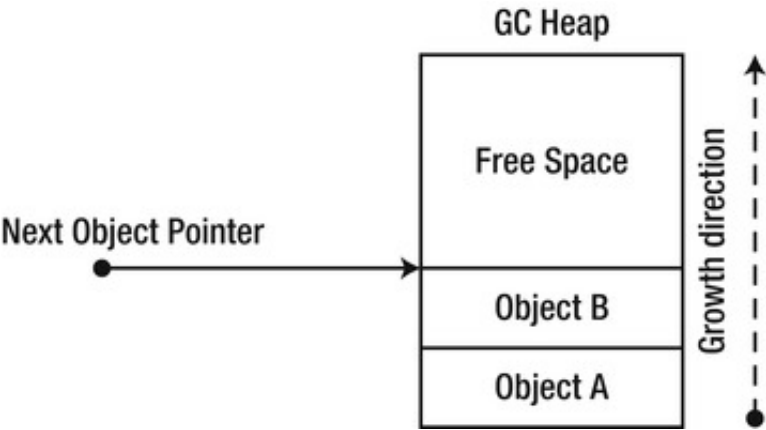 GC Heap
Free Space
Next Object Pointer
Growth direction
Object B
Object A